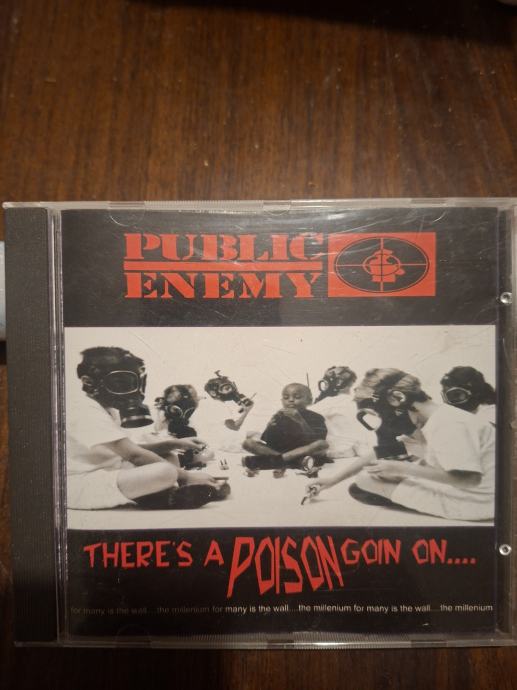 PUBLIC
ENEMY
THERE'S A POISON GOIN ON....
for many is the wall....the millenium for many is the wall....the millenium for many is the wall....the millenium